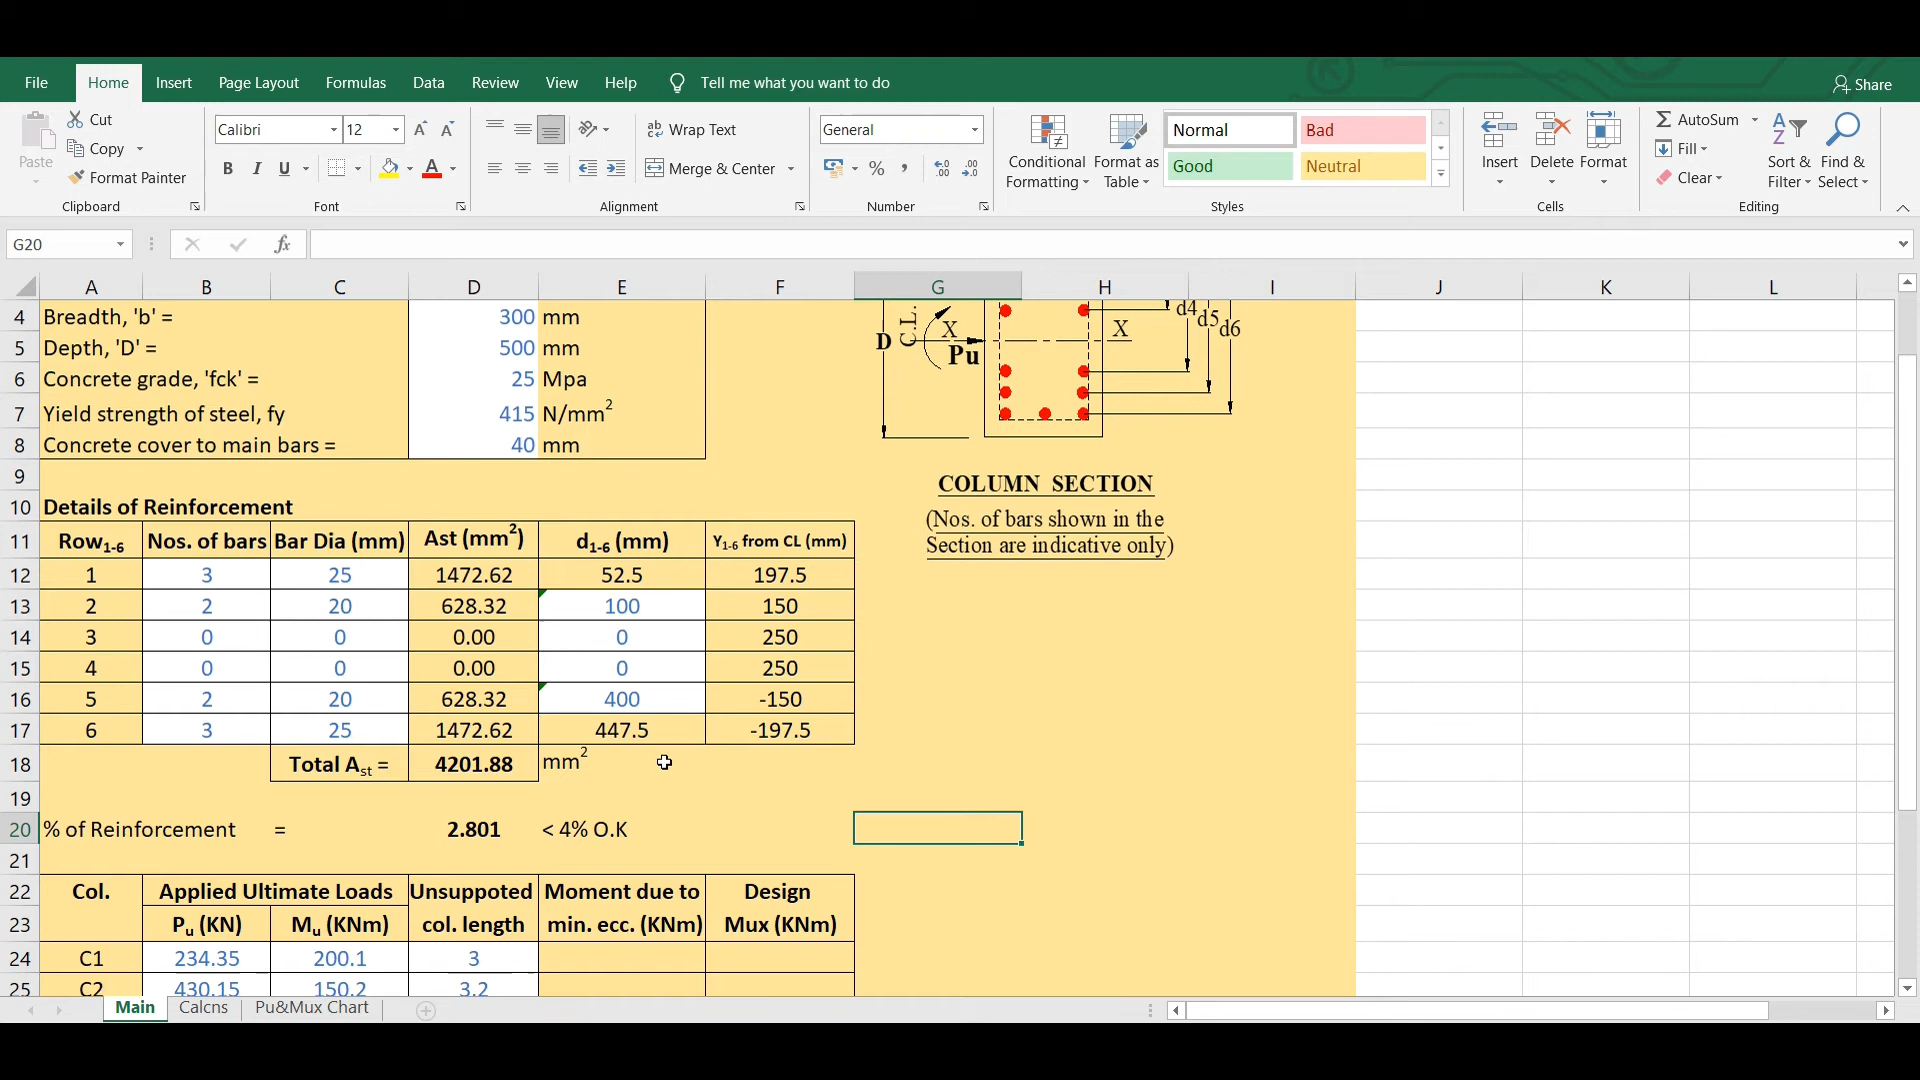 File Home Insert Page Layout Formulas Data Review View Help Tell me what you want to do Share
Cut
Copy
Format Painter
Paste
Clipboard
Calibri 12
B I U
Font
Wrap Text
Merge & Center
Alignment
General
%
Number
Conditional Formatting
Format as Table
Normal Bad
Good Neutral
Styles
Insert Delete Format
Cells
AutoSum
Fill
Clear
Sort & Filter
Find & Select
Editing
G20 fx
A B C D E F G H I J K L
4 Breadth, 'b' = 300 mm
5 Depth, 'D' = 500 mm
6 Concrete grade, 'fck' = 25 Mpa
7 Yield strength of steel, fy 415 N/mm²
8 Concrete cover to main bars = 40 mm
D C.L. X Pu X d4 d5 d6
9
COLUMN SECTION
(Nos. of bars shown in the
Section are indicative only)
10 Details of Reinforcement
11 Row1-6 Nos. of bars Bar Dia (mm) Ast (mm²) d1-6 (mm) Y1-6 from CL (mm)
12 1 3 25 1472.62 52.5 197.5
13 2 2 20 628.32 100 150
14 3 0 0 0.00 0 250
15 4 0 0 0.00 0 250
16 5 2 20 628.32 400 -150
17 6 3 25 1472.62 447.5 -197.5
18 Total Ast = 4201.88 mm²
19
20 % of Reinforcement = 2.801 < 4% O.K
21
22 Col. Applied Ultimate Loads Unsuppoted Moment due to Design
23 Pu (KN) Mu (KNm) col. length min. ecc. (KNm) Mux (KNm)
24 C1 234.35 200.1 3
25 C2 430.15 150.2 3.2
Main Calcns Pu&Mux Chart